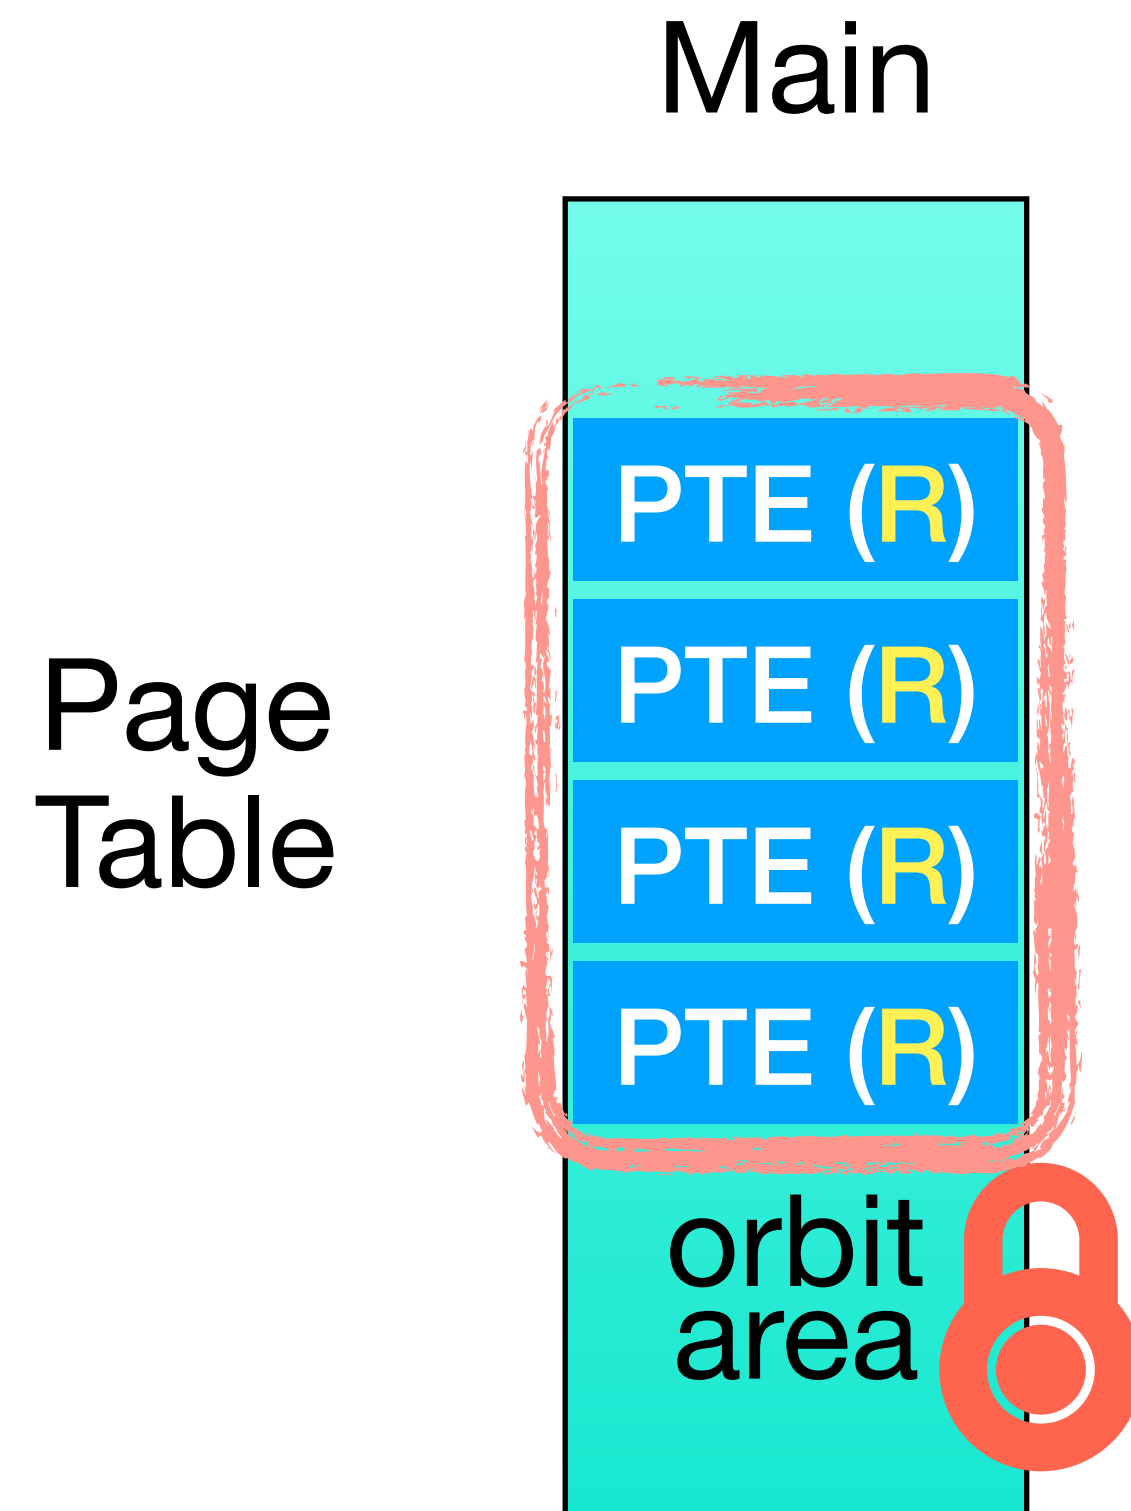 Main
PTE (R)
PTE (R)
Page
Table
PTE (R)
PTE (R)
orbit
area